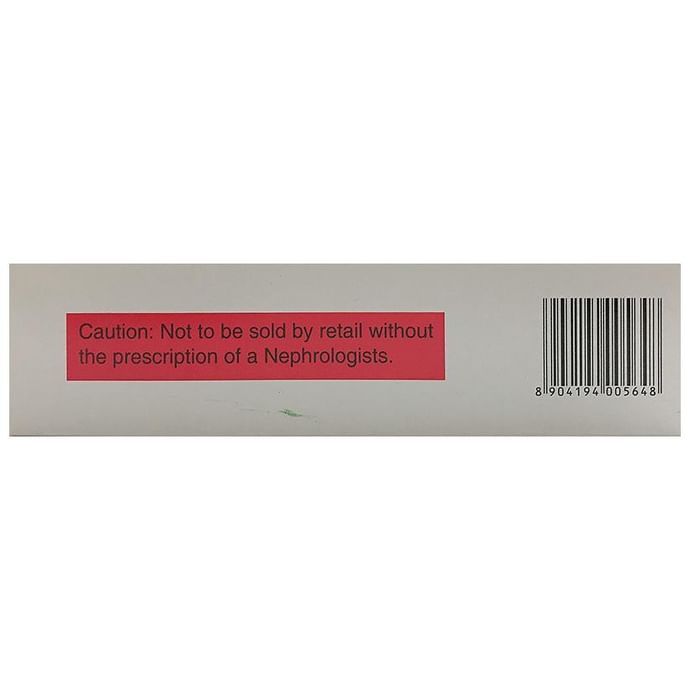 Caution: Not to be sold by retail without
the prescription of a Nephrologists.
8 904194 005648